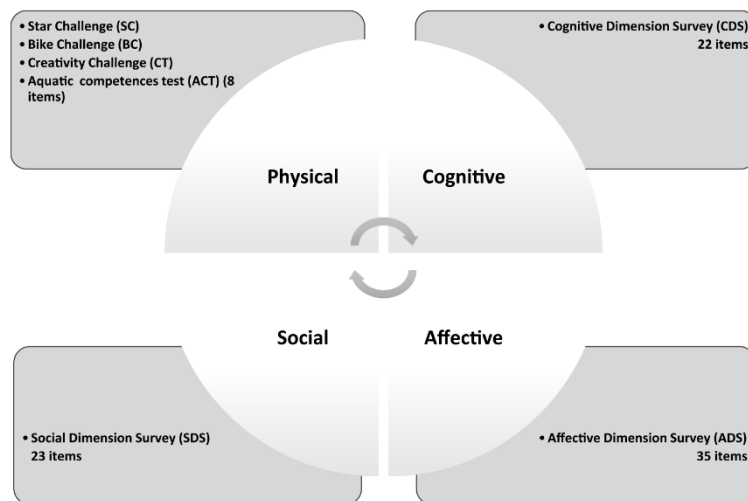 • Star Challenge (SC)
• Bike Challenge (BC)
• Creativity Challenge (CT)
• Aquatic competences test (ACT) (8
items)
• Cognitive Dimension Survey (CDS)
22 items
Physical
Cognitive
Social
Affective
• Social Dimension Survey (SDS)
23 items
• Affective Dimension Survey (ADS)
35 items